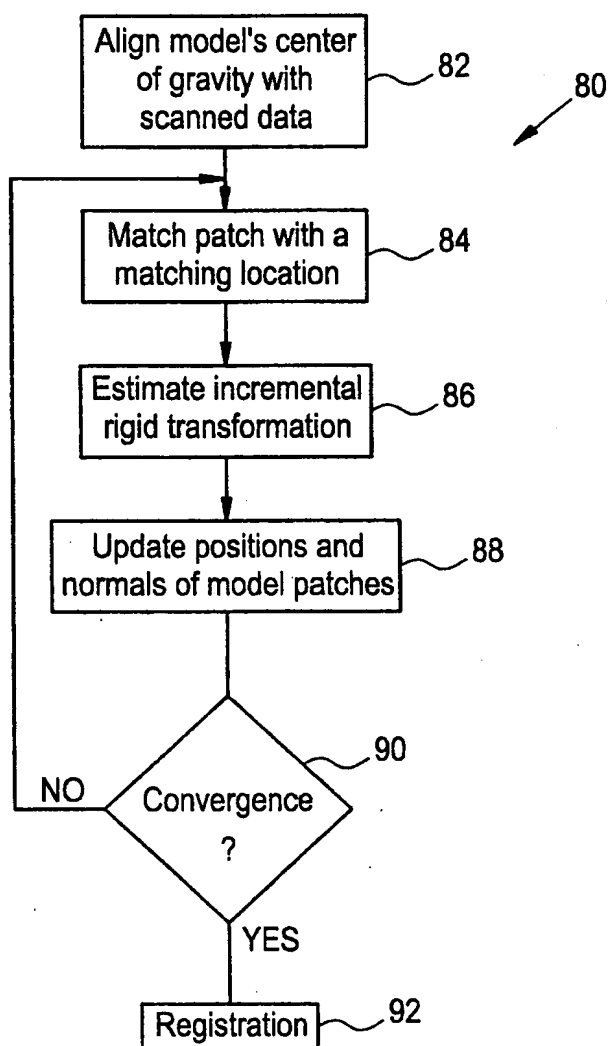 Align model's center
of gravity with
scanned data
82
80
Match patch with a
matching location
84
Estimate incremental
rigid transformation
86
Update positions and
normals of model patches
88
90
NO
Convergence
?
YES
Registration
92